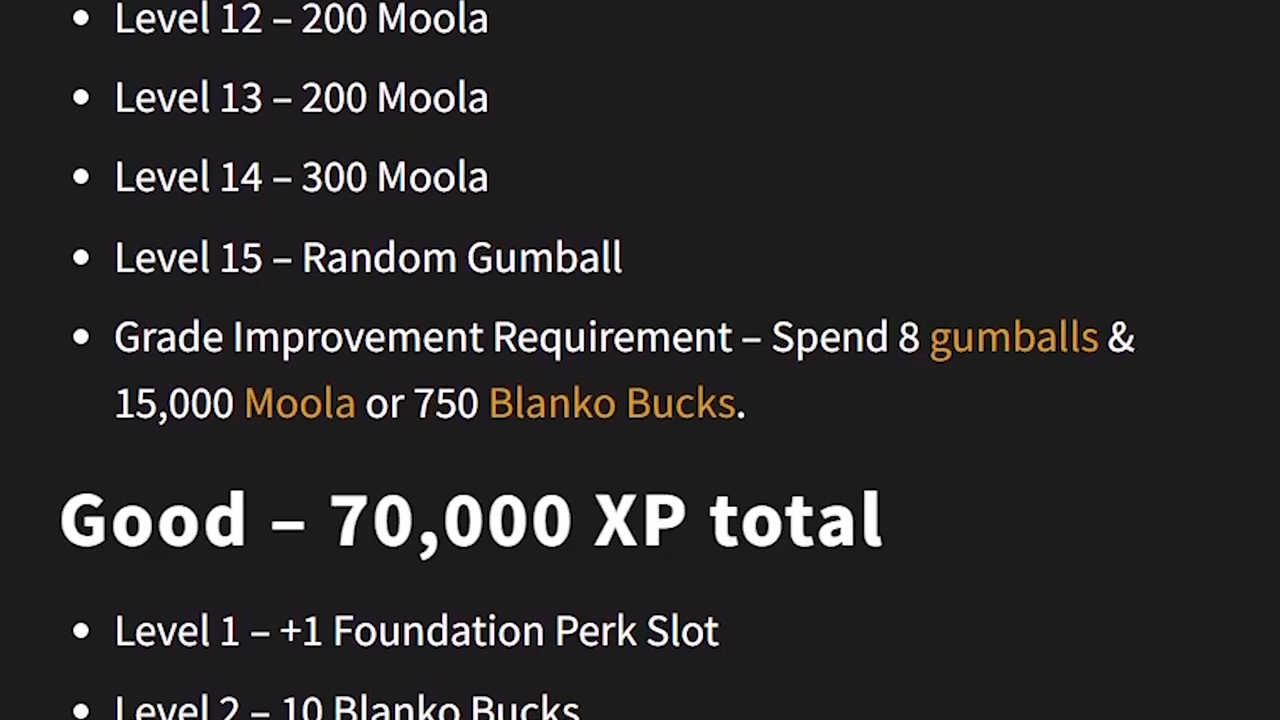 Level 12 – 200 Moola
Level 13 – 200 Moola
Level 14 – 300 Moola
Level 15 – Random Gumball
Grade Improvement Requirement – Spend 8 gumballs &
15,000 Moola or 750 Blanko Bucks.
Good – 70,000 XP total
Level 1 – +1 Foundation Perk Slot
Level 2 – 10 Blanko Bucks